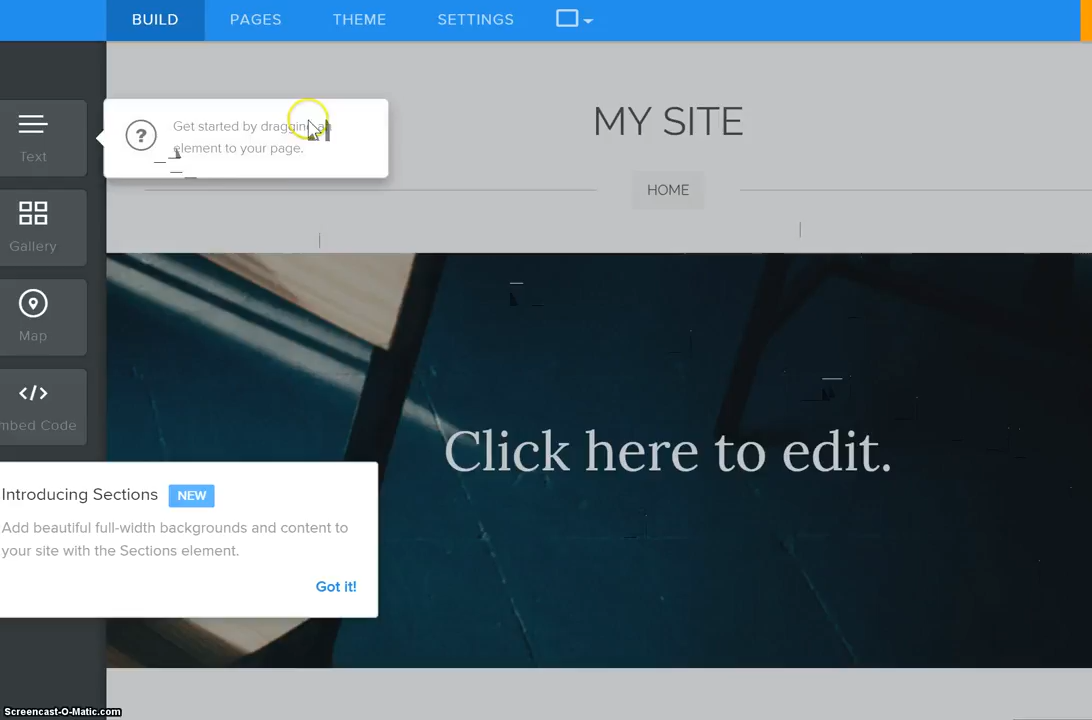 BUILD PAGES THEME SETTINGS
Text
Get started by dragging an
element to your page.
MY SITE
HOME
Gallery
Map
mbed Code
Click here to edit.
Introducing Sections NEW
Add beautiful full-width backgrounds and content to
your site with the Sections element.
Got it!
Screencast-O-Matic.com